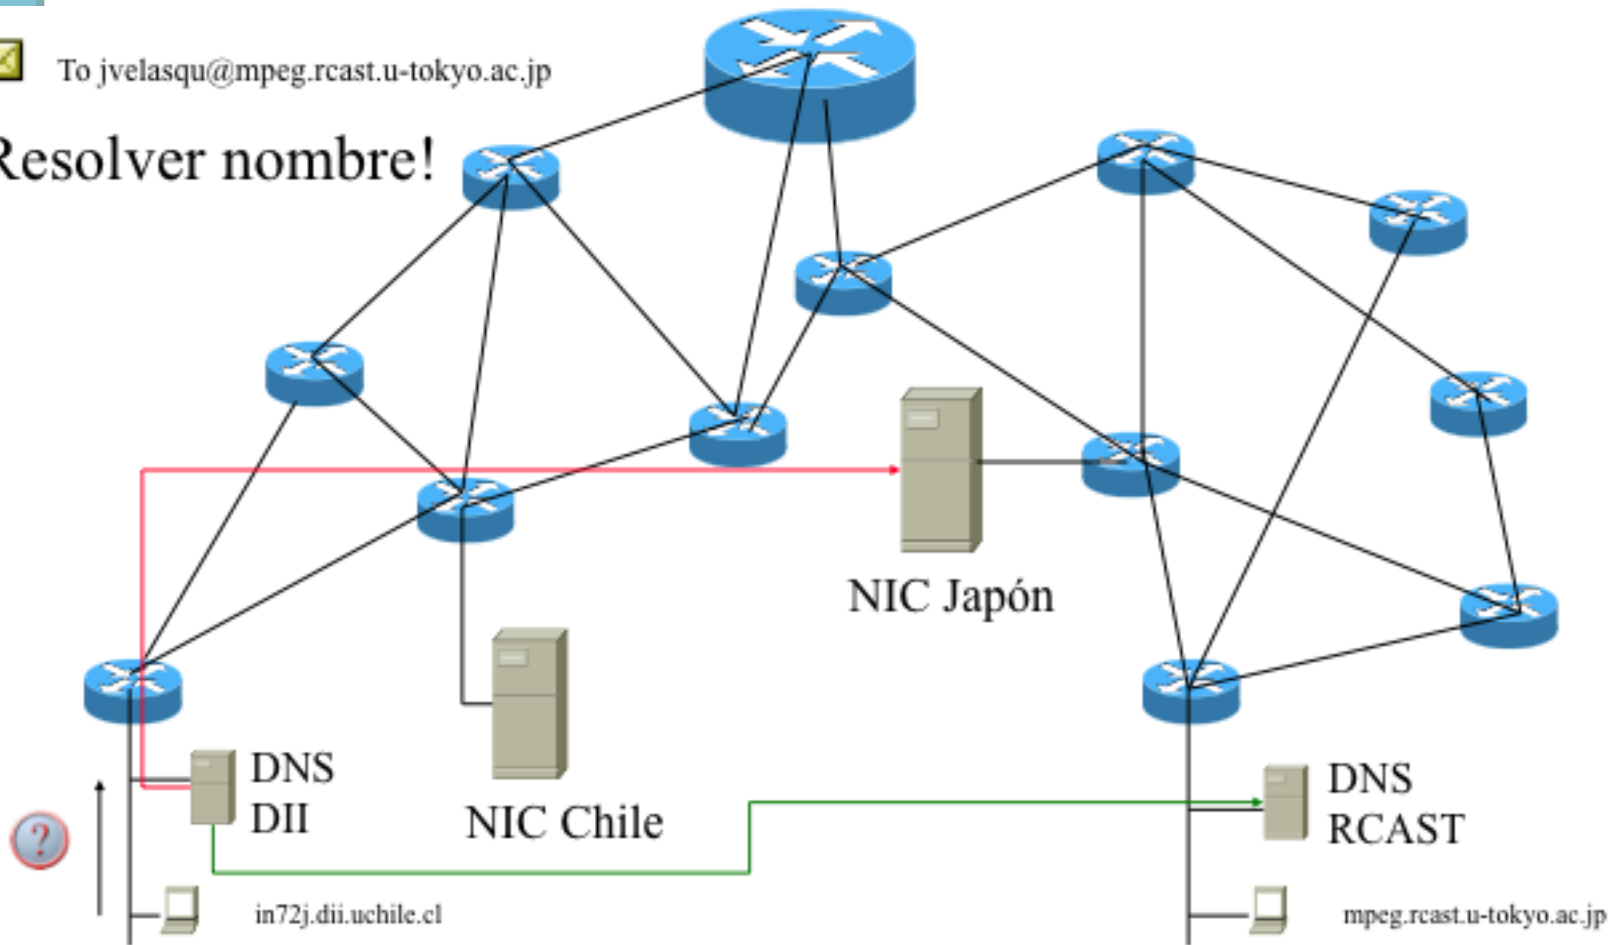 To jvelasqu@mpeg.rcast.u-tokyo.ac.jp
Resolver nombre!
NIC Japón
DNS
DII
NIC Chile
DNS
RCAST
?
in72j.dii.uchile.cl
mpeg.rcast.u-tokyo.ac.jp